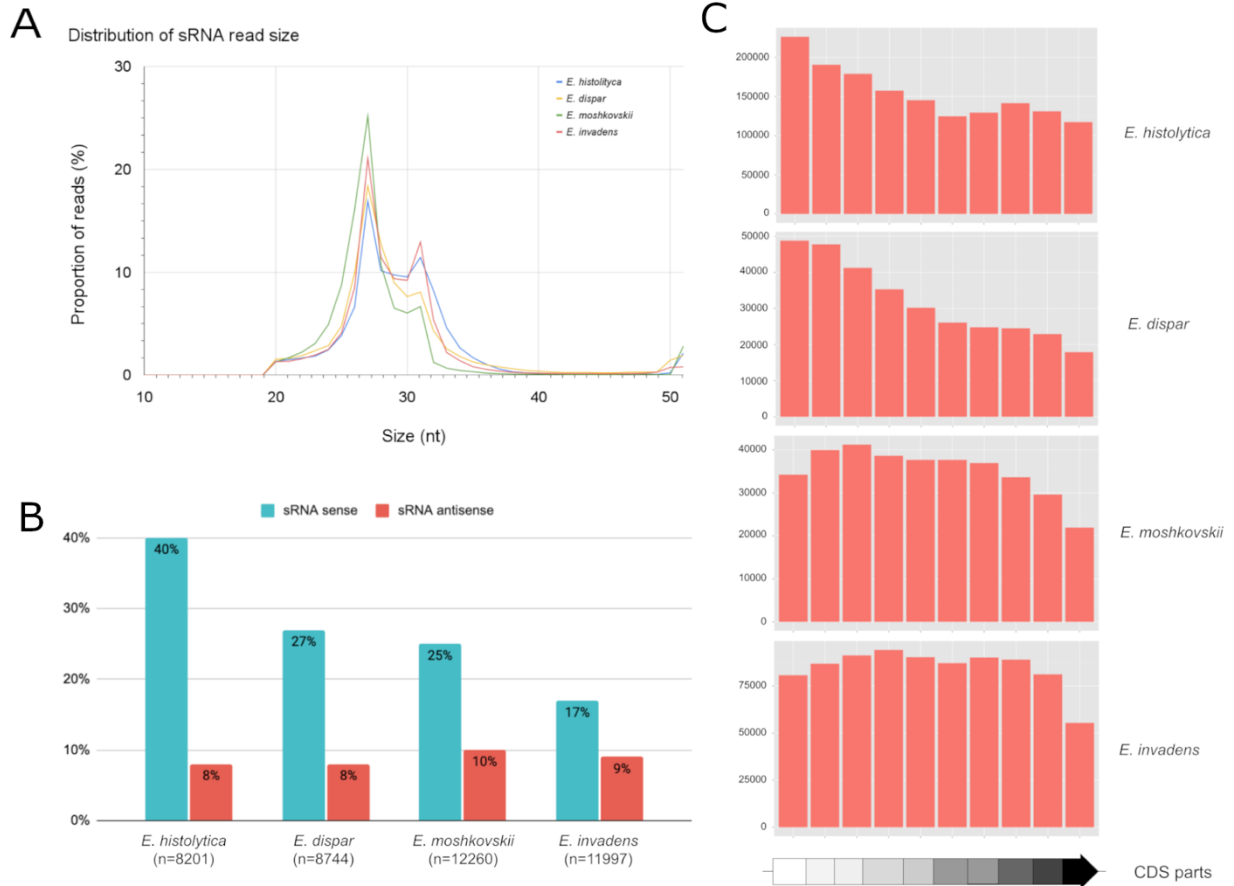 A
Distribution of sRNA read size
30
20
10
0
Proportion of reads (%)
10
20
30
40
50
Size (nt)
E. histolityca
E. dispar
E. moshkovskii
E. invadens
B
sRNA sense
sRNA antisense
40%
30%
20%
10%
0%
40%
8%
27%
8%
25%
10%
17%
9%
E. histolytica
(n=8201)
E. dispar
(n=8744)
E. moshkovskii
(n=12260)
E. invadens
(n=11997)
C
200000
150000
100000
50000
0
E. histolytica
50000
40000
30000
20000
10000
0
E. dispar
40000
30000
20000
10000
0
E. moshkovskii
75000
50000
25000
0
E. invadens
CDS parts